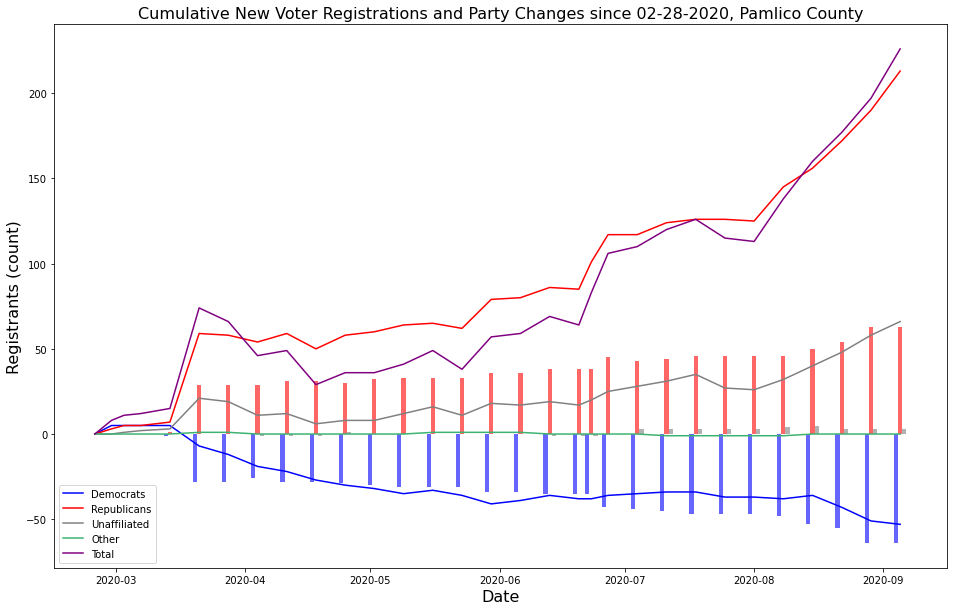 Cumulative New Voter Registrations and Party Changes since 02-28-2020, Pamlico County
Registrants (count)
200
150
100
50
0
−50
Democrats
Republicans
Unaffiliated
Other
Total
2020-03
2020-04
2020-05
2020-06
2020-07
2020-08
2020-09
Date